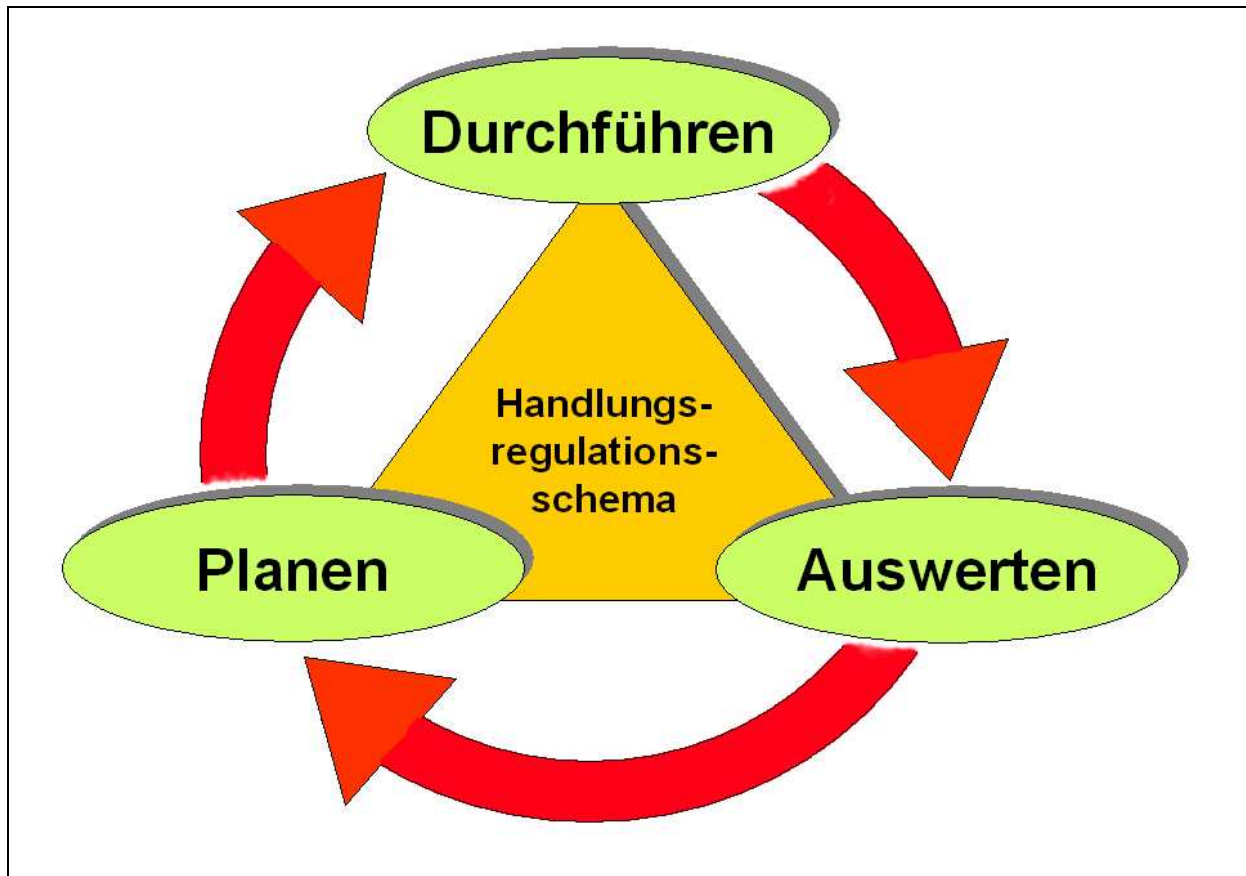 Durchführen
Handlungs-
regulations-
schema
Planen
Auswerten